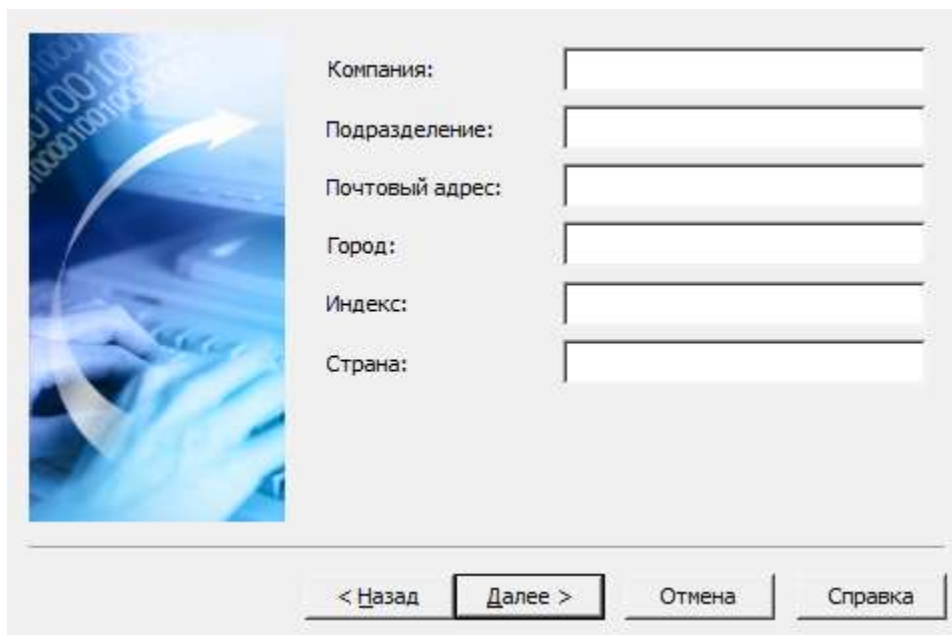 Компания:
Подразделение:
Почтовый адрес:
Город:
Индекс:
Страна:
< Назад
Далее >
Отмена
Справка